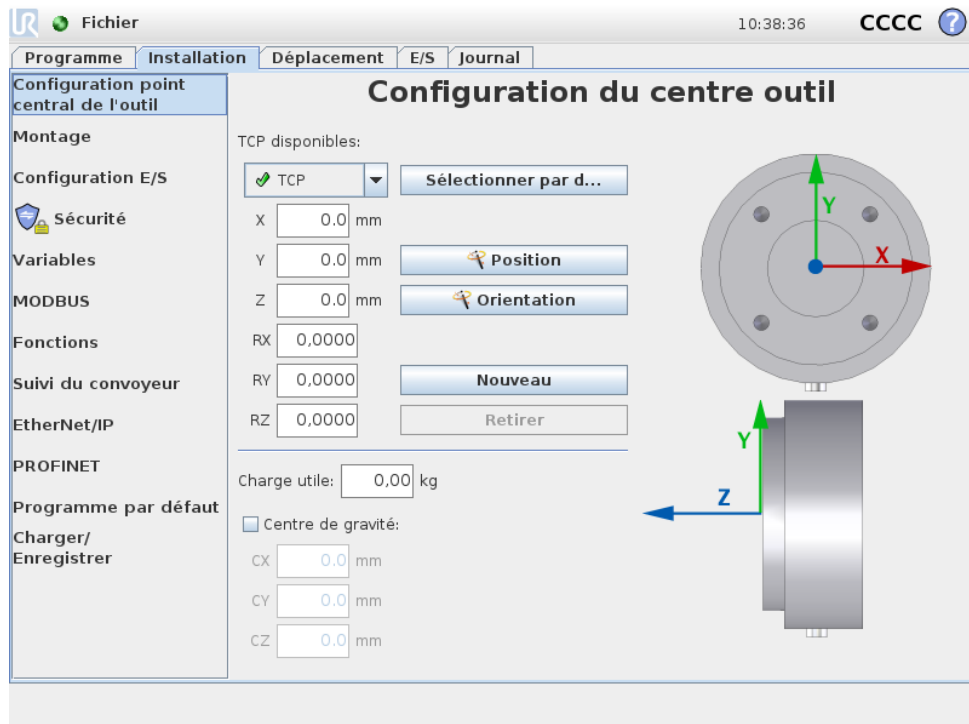 UR Fichier 10:38:36 CCCC ?
Programme Installation Déplacement E/S Journal
Configuration point
central de l'outil
Montage
Configuration E/S
Sécurité
Variables
MODBUS
Fonctions
Suivi du convoyeur
EtherNet/IP
PROFINET
Programme par défaut
Charger/
Enregistrer
Configuration du centre outil
TCP disponibles:
TCP Sélectionner par d...
X 0.0 mm
Y 0.0 mm Position
Z 0.0 mm Orientation
RX 0,0000
RY 0,0000 Nouveau
RZ 0,0000 Retirer
Charge utile: 0,00 kg
Centre de gravité:
CX 0.0 mm
CY 0.0 mm
CZ 0.0 mm
Y
X
Y
Z